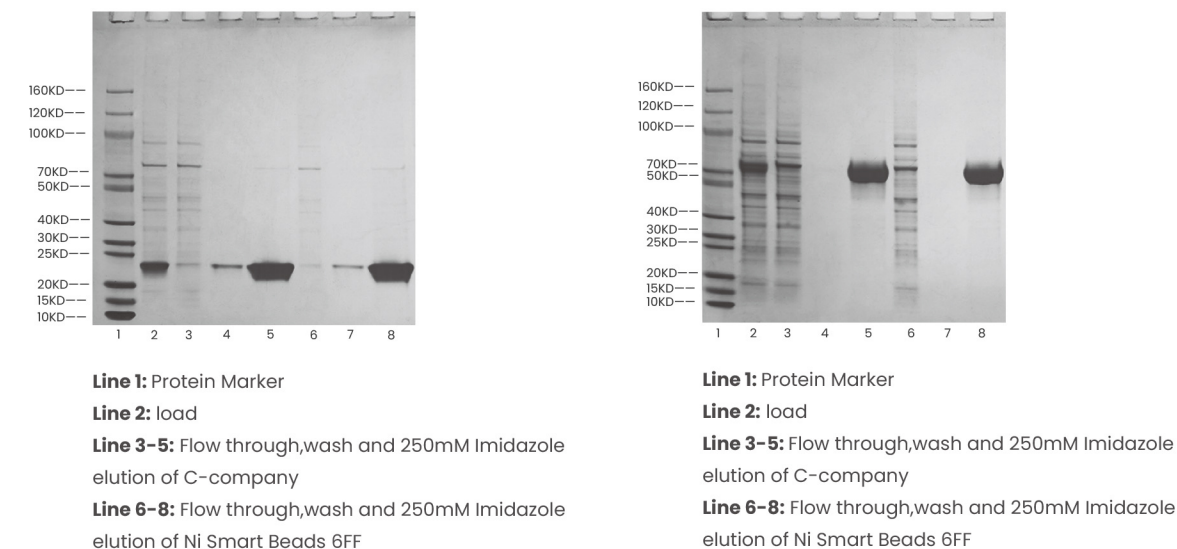 160KD——
120KD——
100KD——
70KD——
50KD——
40KD——
30KD——
25KD——
20KD——
15KD——
10KD——
1 2 3 4 5 6 7 8
Line 1: Protein Marker
Line 2: load
Line 3-5: Flow through,wash and 250mM Imidazole
elution of C-company
Line 6-8: Flow through,wash and 250mM Imidazole
elution of Ni Smart Beads 6FF
160KD——
120KD——
100KD——
70KD——
50KD——
40KD——
30KD——
25KD——
20KD——
15KD——
10KD——
1 2 3 4 5 6 7 8
Line 1: Protein Marker
Line 2: load
Line 3-5: Flow through,wash and 250mM Imidazole
elution of C-company
Line 6-8: Flow through,wash and 250mM Imidazole
elution of Ni Smart Beads 6FF